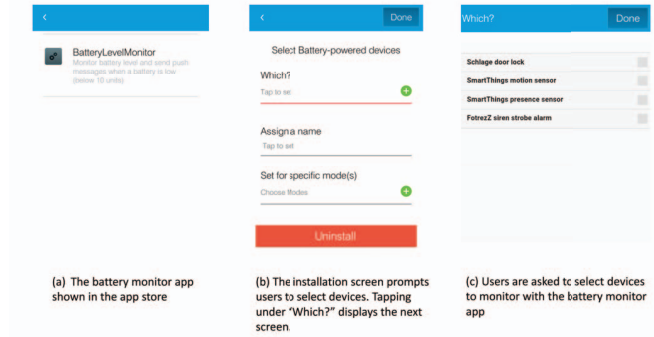 BatteryLevelMonitor
Monitor battery level and send push
messages when a battery is low
(below 10 units)
(a) The battery monitor app
shown in the app store
Done
Select Battery-powered devices
Which?
Tap to set
Assign a name
Tap to set
Set for specific mode(s)
Choose Modes
Uninstall
(b) The installation screen prompts
users to select devices. Tapping
under "Which?" displays the next
screen
Which?
Done
Schlage door lock
SmartThings motion sensor
SmartThings presence sensor
FotrezZ siren strobe alarm
(c) Users are asked to select devices
to monitor with the battery monitor
app